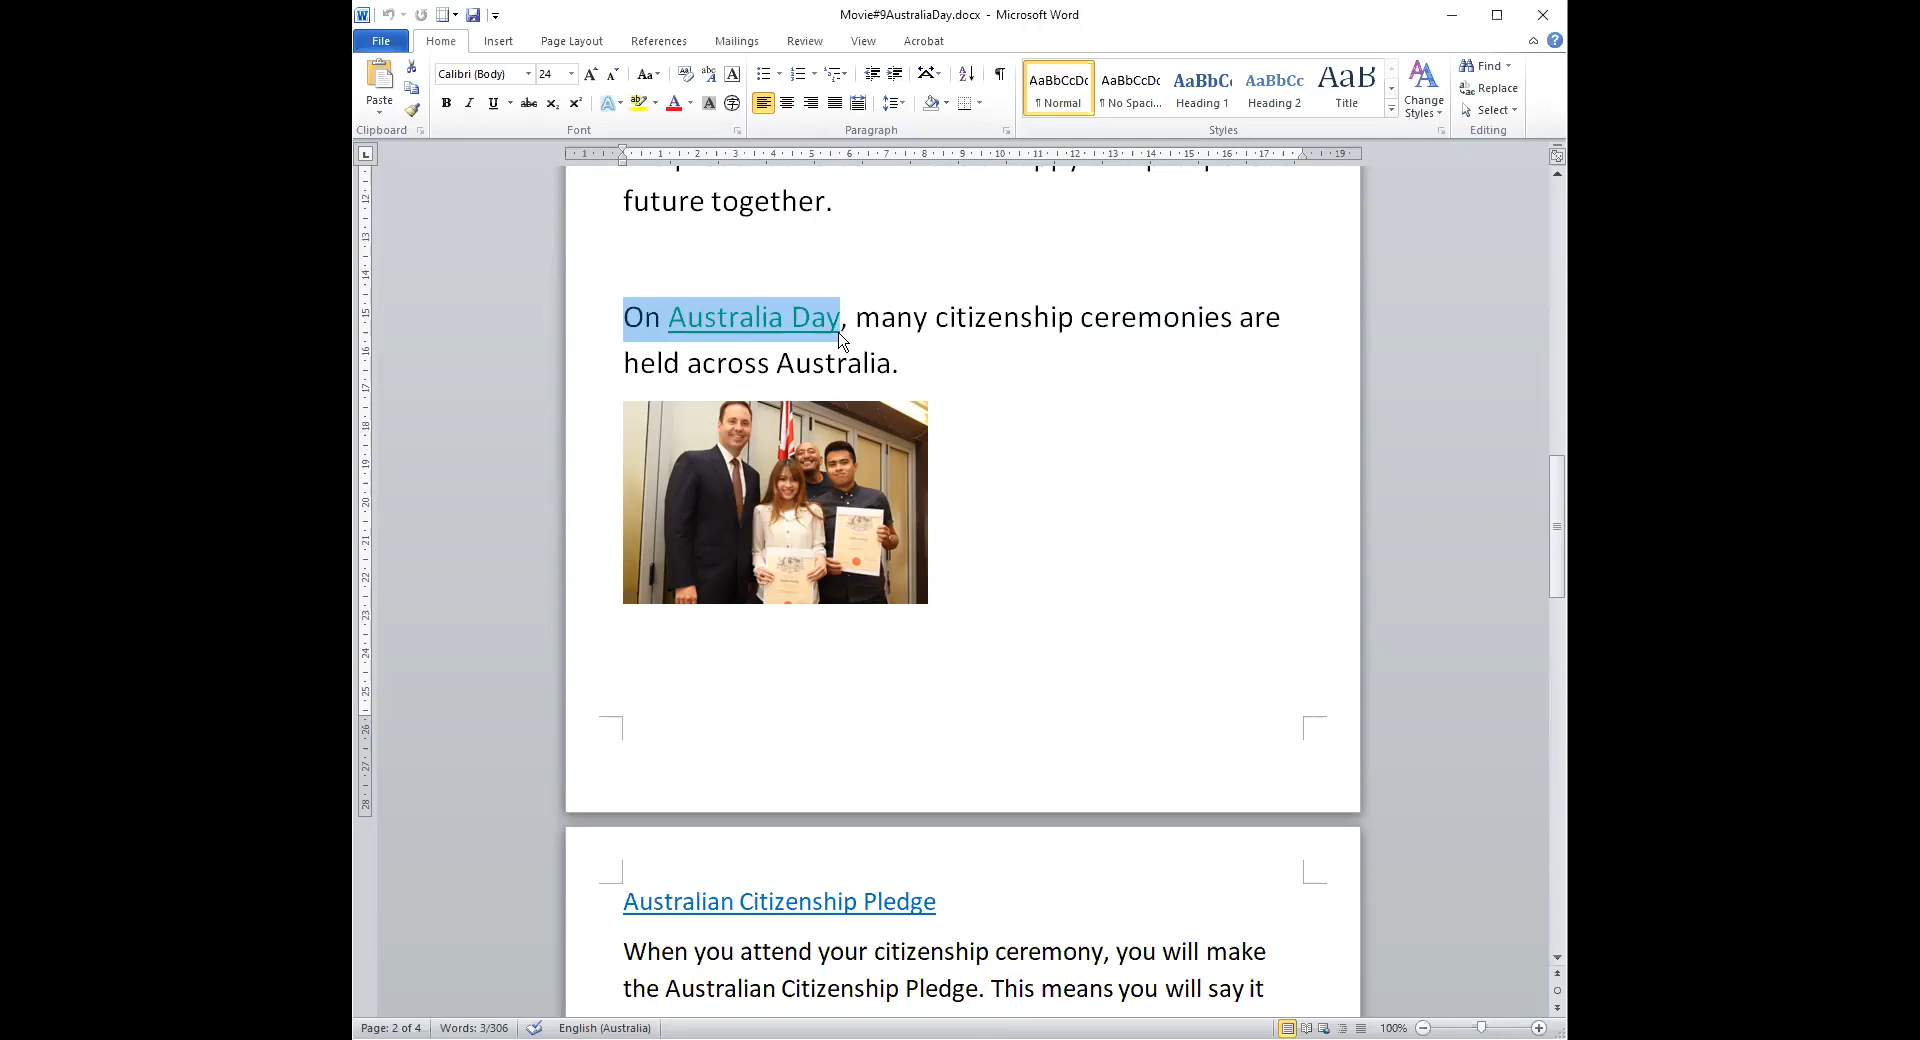 Movie#9AustraliaDay.docx - Microsoft Word
File Home Insert Page Layout References Mailings Review View Acrobat
Calibri (Body) 24
AaBbCcDc AaBbCcDc AaBbC AaBbCc AaB
Paste
¶ Normal ¶ No Spaci... Heading 1 Heading 2 Title
Change Styles
Find
Replace
Select
Clipboard Font Paragraph Styles Editing
future together.
On Australia Day, many citizenship ceremonies are
held across Australia.
Australian Citizenship Pledge
When you attend your citizenship ceremony, you will make
the Australian Citizenship Pledge. This means you will say it
Page: 2 of 4 Words: 3/306 English (Australia) 100%